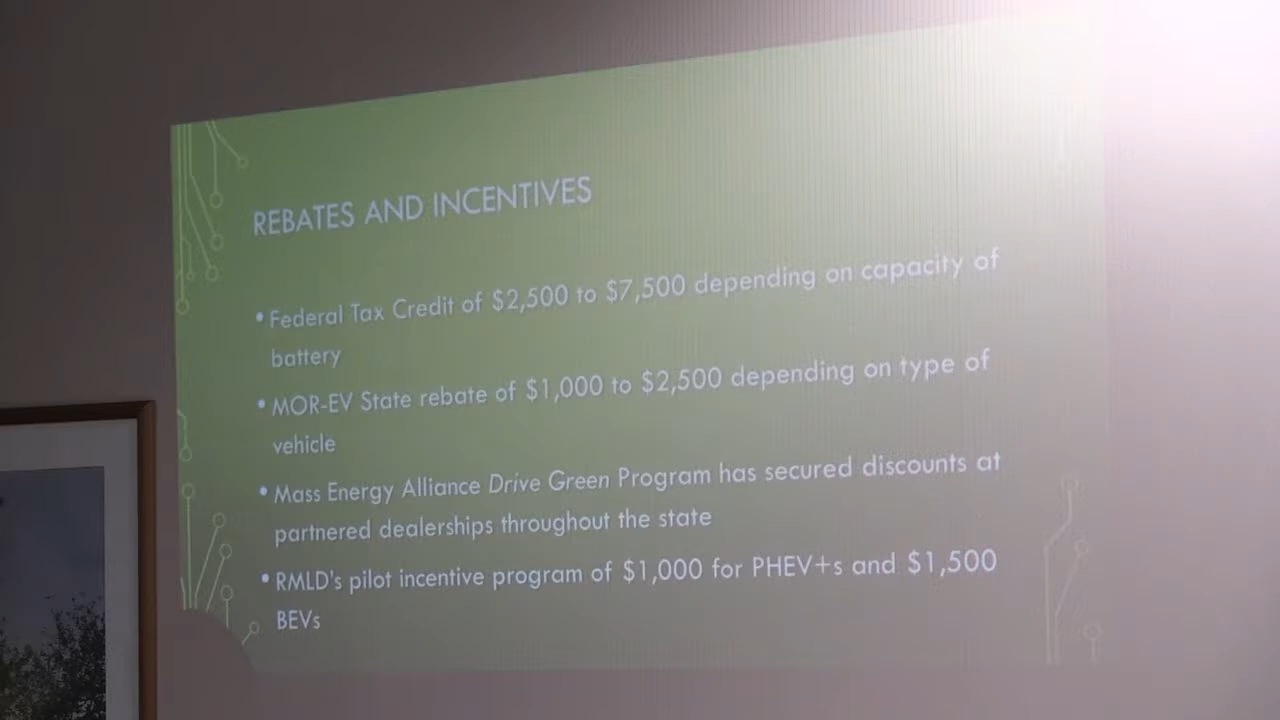 REBATES AND INCENTIVES
• Federal Tax Credit of $2,500 to $7,500 depending on capacity of
battery
• MOR-EV State rebate of $1,000 to $2,500 depending on type of
vehicle
• Mass Energy Alliance Drive Green Program has secured discounts at
partnered dealerships throughout the state
• RMLD's pilot incentive program of $1,000 for PHEV+s and $1,500
BEVs